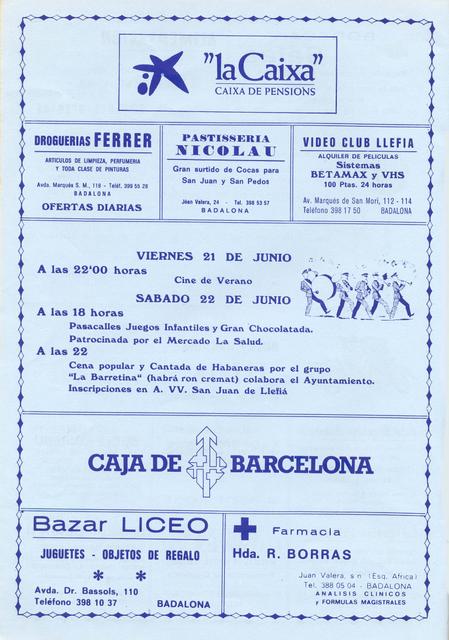 "la Caixa"
CAIXA DE PENSIONS
DROGUERIAS FERRER
ARTICULOS DE LIMPIEZA, PERFUMERIA
Y TODA CLASE DE PINTURAS
Avda. Marqués S. M., 118 - Teléf. 399 55 28
BADALONA
OFERTAS DIARIAS
PASTISSERIA
NICOLAU
Gran surtido de Cocas para
San Juan y San Pedos
Jóan Valera, 24 - Tel. 398 53 57
BADALONA
VIDEO CLUB LLEFIA
ALQUILER DE PELICULAS
Sistemas
BETAMAX y VHS
100 Ptas. 24 horas
Av. Marqués de San Mori, 112 - 114
Teléfono 398 17 50 BADALONA
VIERNES 21 DE JUNIO
A las 22'00 horas
Cine de Verano
SABADO 22 DE JUNIO
A las 18 horas
Pasacalles Juegos Infantiles y Gran Chocolatada.
Patrocinada por el Mercado La Salud.
A las 22
Cena popular y Cantada de Habaneras por el grupo
"La Barretina" (habrá ron cremat) colabora el Ayuntamiento.
Inscripciones en A. VV. San Juan de Llefiá
CAJA DE BARCELONA
Bazar LICEO
JUGUETES - OBJETOS DE REGALO
* *
Avda. Dr. Bassols, 110
Teléfono 398 10 37 BADALONA
Farmacia
Hda. R. BORRAS
Juan Valera, s n (Esq. Africa)
Tel. 388 05 04 - BADALONA
ANALISIS CLINICOS
y FORMULAS MAGISTRALES